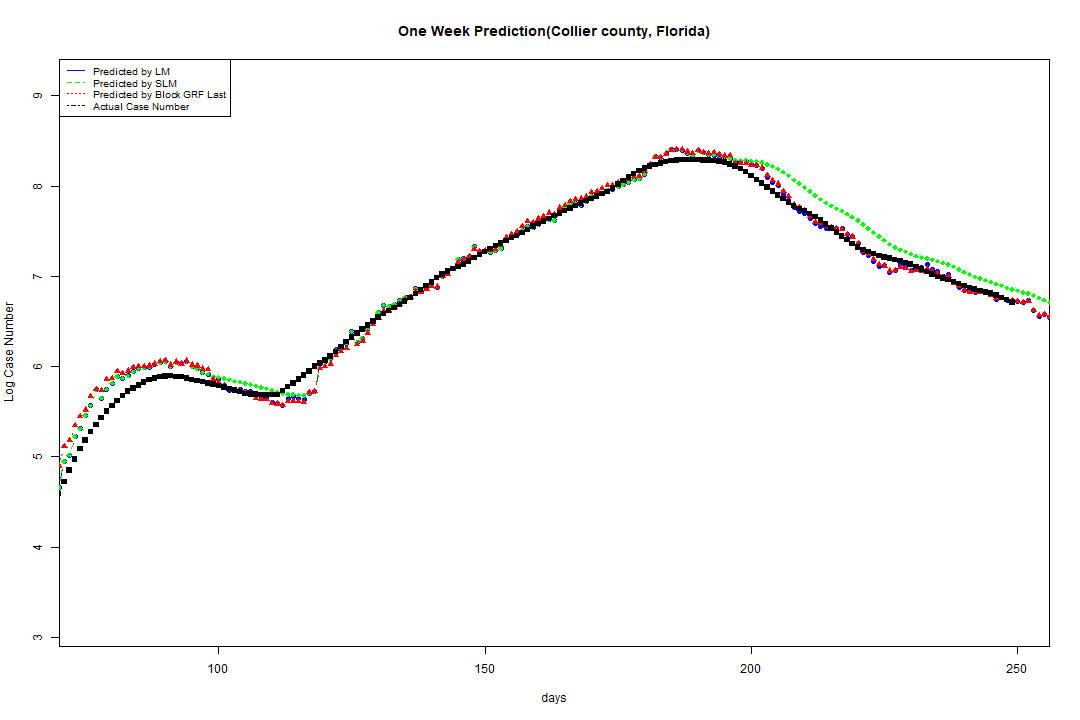 One Week Prediction(Collier county, Florida)
Predicted by LM
Predicted by SLM
Predicted by Block GRF Last
Actual Case Number
9
8
7
6
5
4
3
Log Case Number
100 150 200 250
days